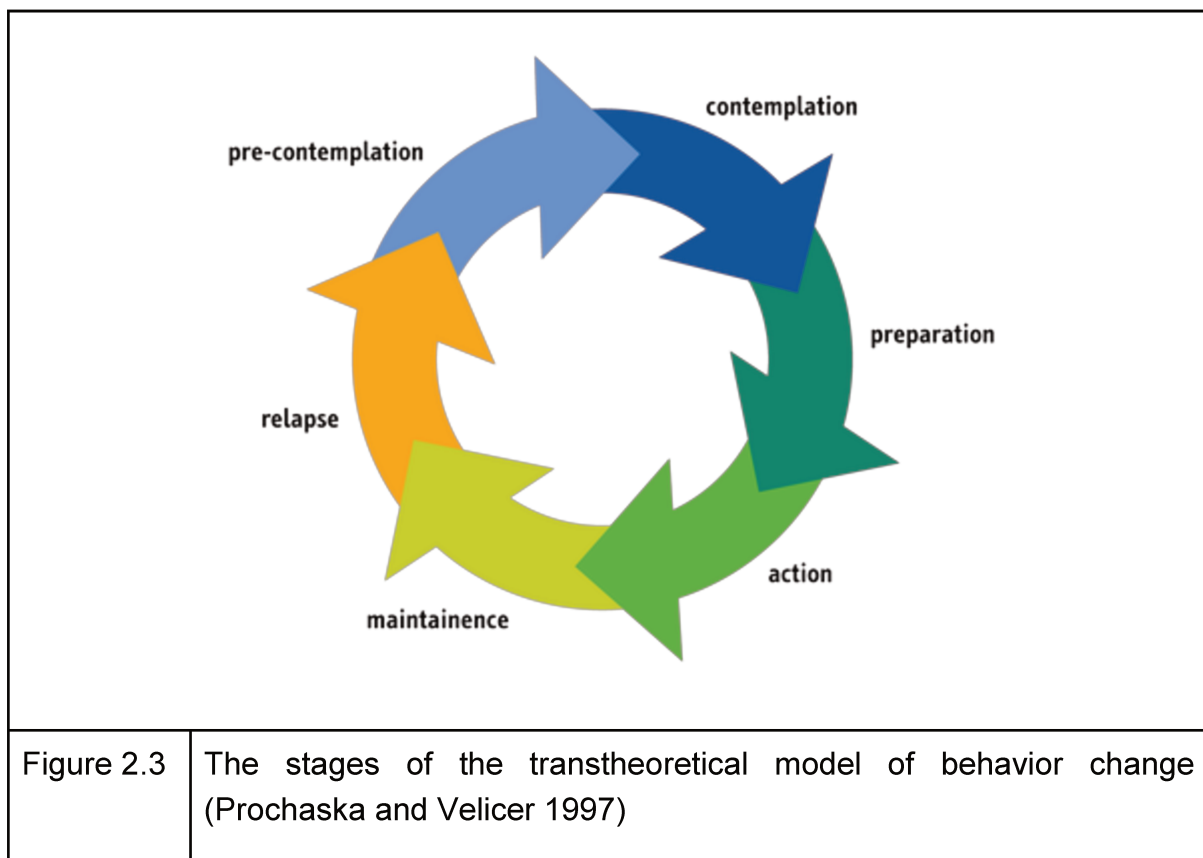 contemplation
pre-contemplation
preparation
relapse
action
maintainence
Figure 2.3
The stages of the transtheoretical model of behavior change
(Prochaska and Velicer 1997)